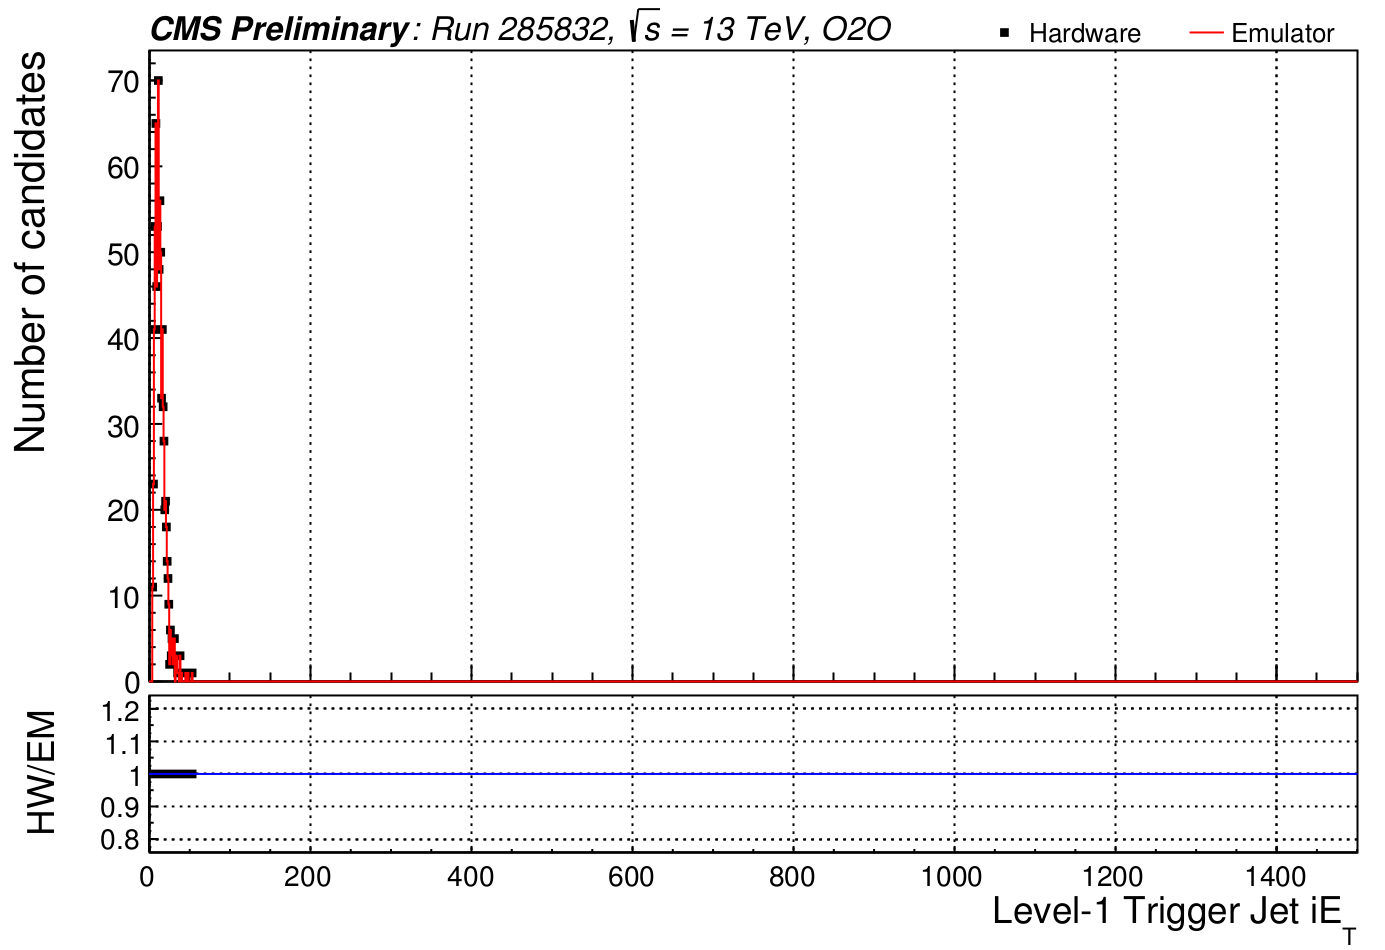 CMS Preliminary: Run 285832, √s = 13 TeV, O2O
Hardware
Emulator
Number of candidates
70
60
50
40
30
20
10
0
HW/EM
1.2
1.1
1
0.9
0.8
0 200 400 600 800 1000 1200 1400
Level-1 Trigger Jet iE_T